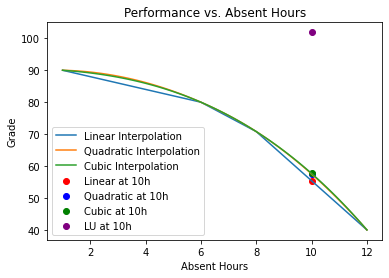 Performance vs. Absent Hours
100
90
80
70
60
50
40
Grade
Linear Interpolation
Quadratic Interpolation
Cubic Interpolation
Linear at 10h
Quadratic at 10h
Cubic at 10h
LU at 10h
2 4 6 8 10 12
Absent Hours